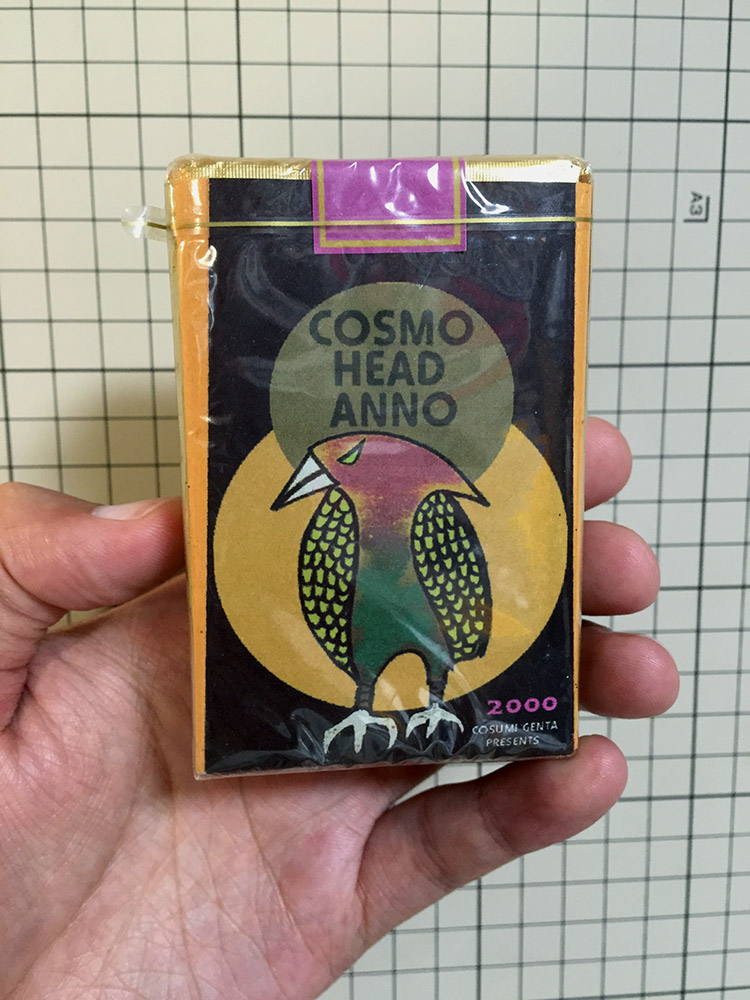 A3
COSMO
HEAD
ANNO
2000
COSUMI GENTA
PRESENTS